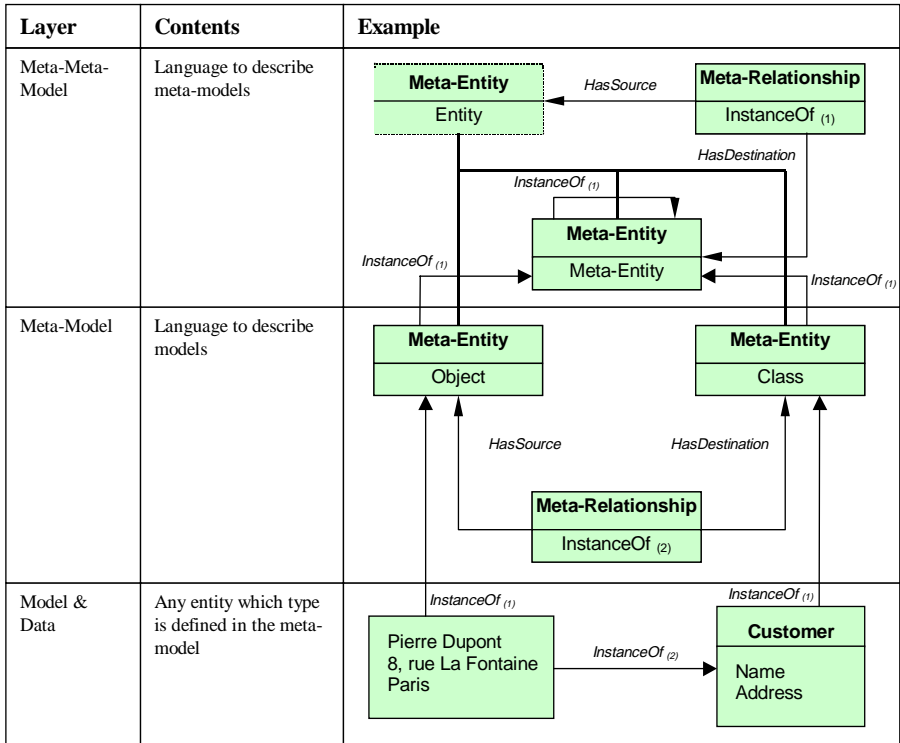 Layer Contents Example
Meta-Meta-
Model
Language to describe
meta-models
Meta-Entity
Entity
HasSource
Meta-Relationship
InstanceOf (1)
HasDestination
InstanceOf (1)
Meta-Entity
Meta-Entity
InstanceOf (1)
InstanceOf (1)
Meta-Model
Language to describe
models
Meta-Entity
Object
Meta-Entity
Class
HasSource
HasDestination
Meta-Relationship
InstanceOf (2)
Model &
Data
Any entity which type
is defined in the meta-
model
InstanceOf (1)
InstanceOf (1)
Pierre Dupont
8, rue La Fontaine
Paris
InstanceOf (2)
Customer
Name
Address